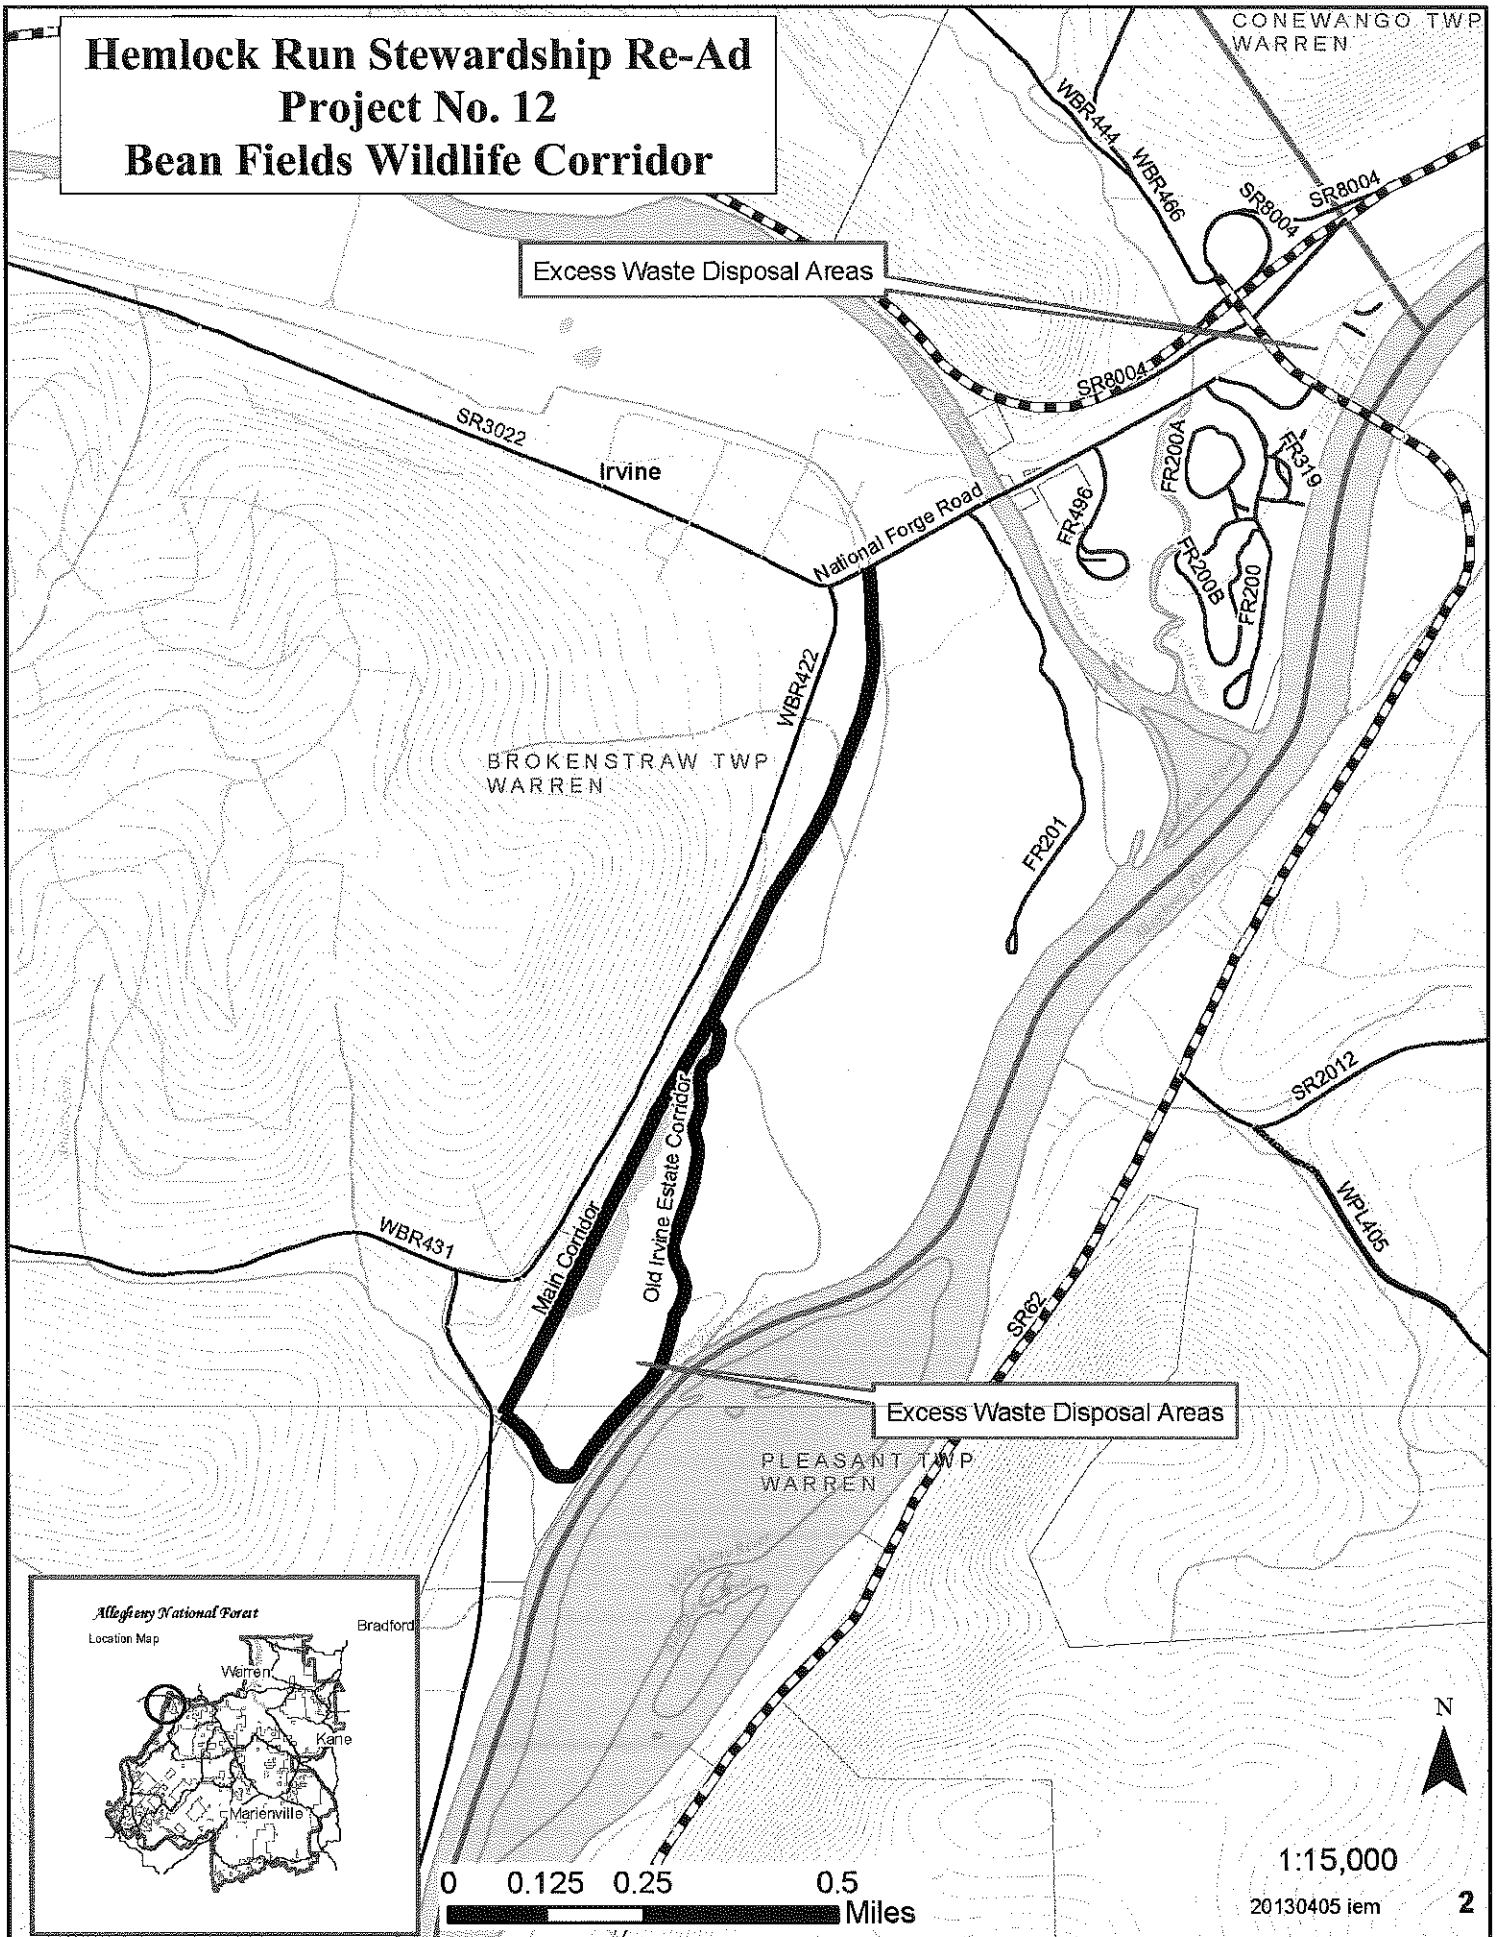 Hemlock Run Stewardship Re-Ad
Project No. 12
Bean Fields Wildlife Corridor
CONEWANGO TWP
WARREN
WBR444
WBR466
SR8004
SR8004
Excess Waste Disposal Areas
SR8004
SR3022
Irvine
National Forge Road
FR496
FR200A
FR319
FR200B
FR200
WBR422
BROKENSTRAW TWP
WARREN
FR201
SR2012
WPL405
WBR431
Main Corridor
Old Irvine Estate Corridor
SR62
Excess Waste Disposal Areas
PLEASANT TWP
WARREN
Allegheny National Forest
Location Map
Bradford
Warren
Kane
Marienville
N
0 0.125 0.25 0.5
Miles
1:15,000
20130405 iem
2